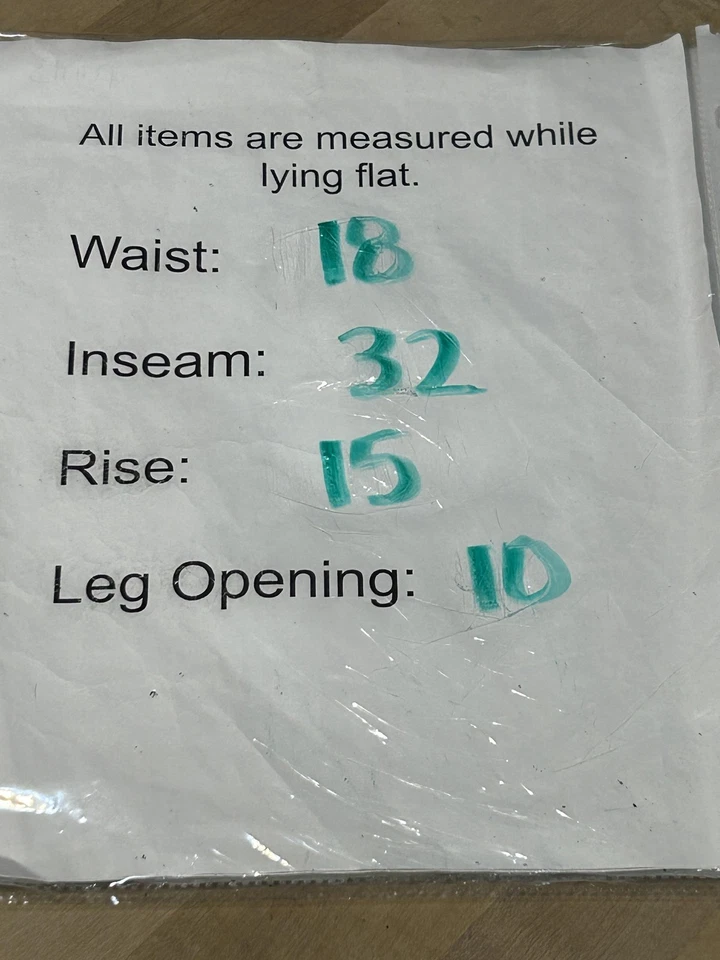 All items are measured while
lying flat.
Waist: 18
Inseam: 32
Rise: 15
Leg Opening: 10